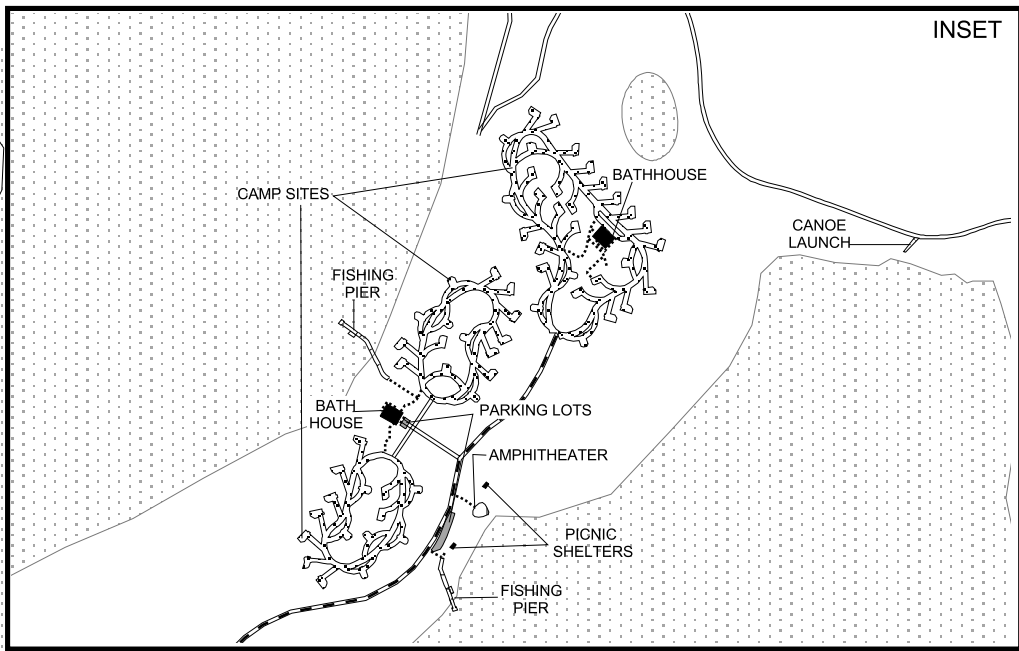 INSET
CAMP SITES
BATHHOUSE
CANOE
LAUNCH
FISHING
PIER
BATH
HOUSE
PARKING LOTS
AMPHITHEATER
PICNIC
SHELTERS
FISHING
PIER